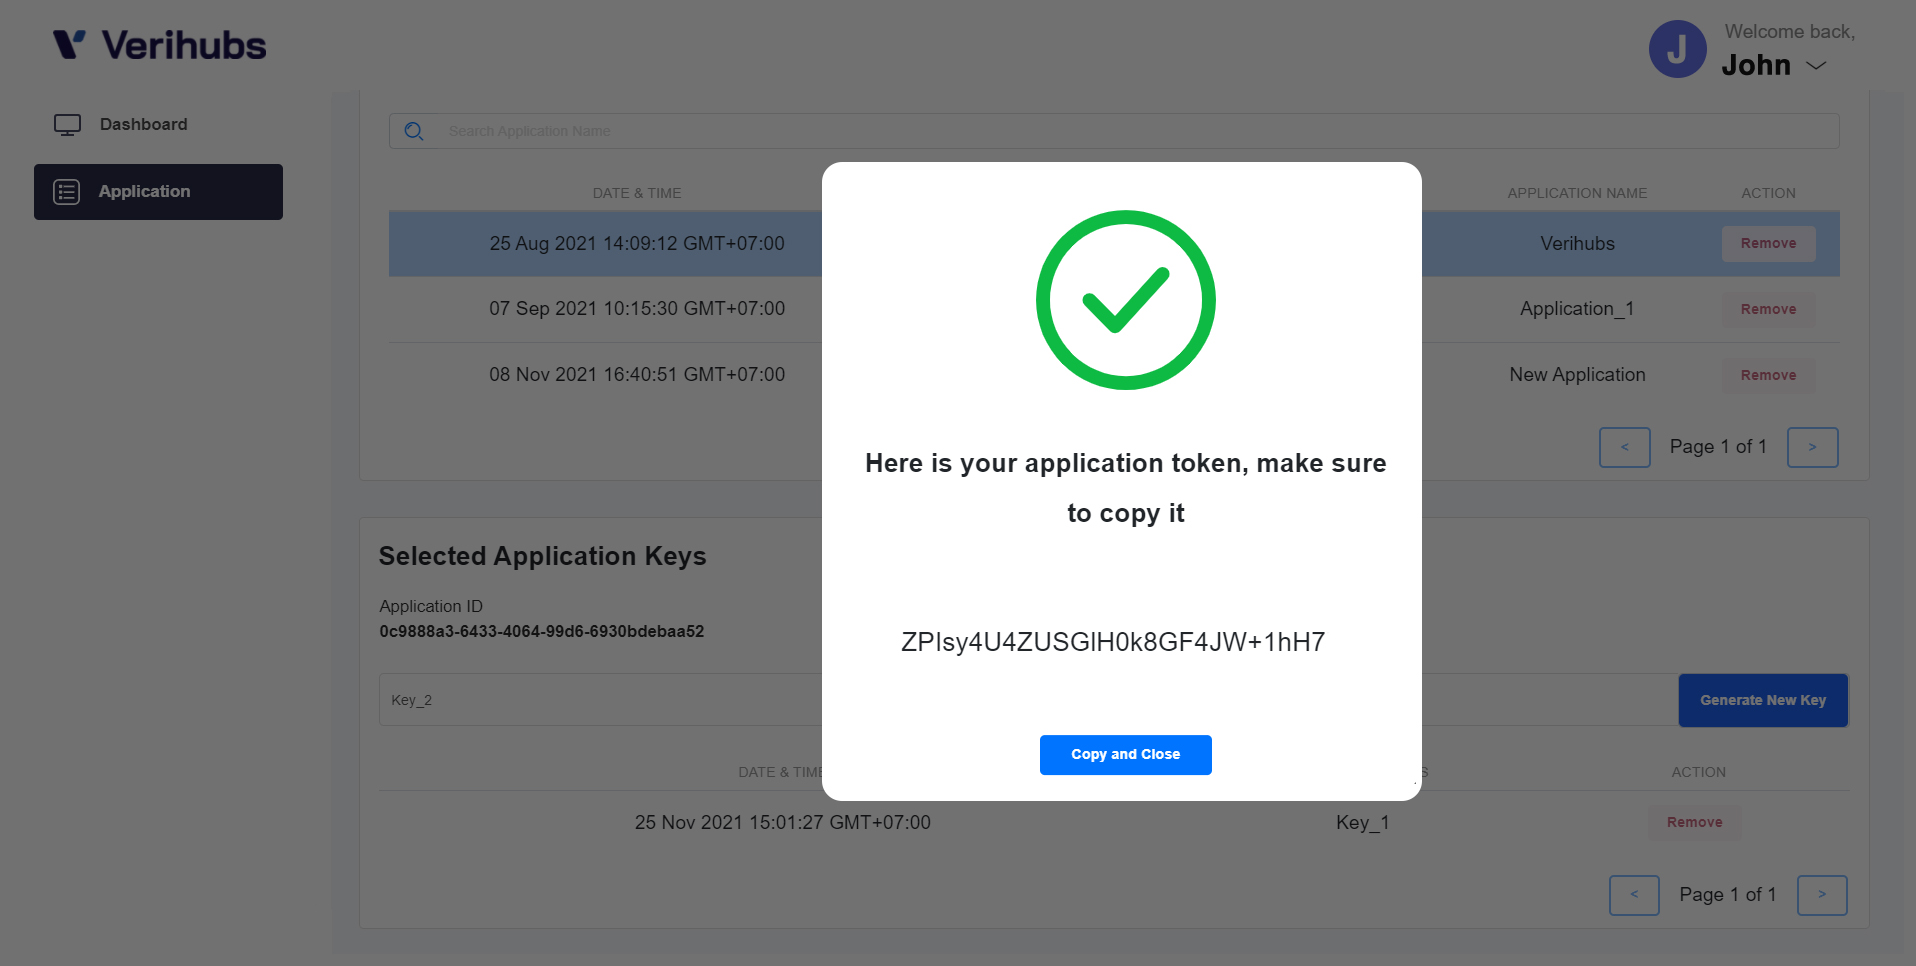 Verihubs
Welcome back,
J
John
Dashboard
Application
Search Application Name
DATE & TIME
APPLICATION NAME
ACTION
25 Aug 2021 14:09:12 GMT+07:00
Verihubs
Remove
07 Sep 2021 10:15:30 GMT+07:00
Application_1
Remove
08 Nov 2021 16:40:51 GMT+07:00
New Application
Remove
<
Page 1 of 1
>
Here is your application token, make sure
to copy it
ZPIsy4U4ZUSGIH0k8GF4JW+1hH7
Copy and Close
Selected Application Keys
Application ID
0c9888a3-6433-4064-99d6-6930bdebaa52
Key_2
Generate New Key
DATE & TIME
S
ACTION
25 Nov 2021 15:01:27 GMT+07:00
Key_1
Remove
<
Page 1 of 1
>